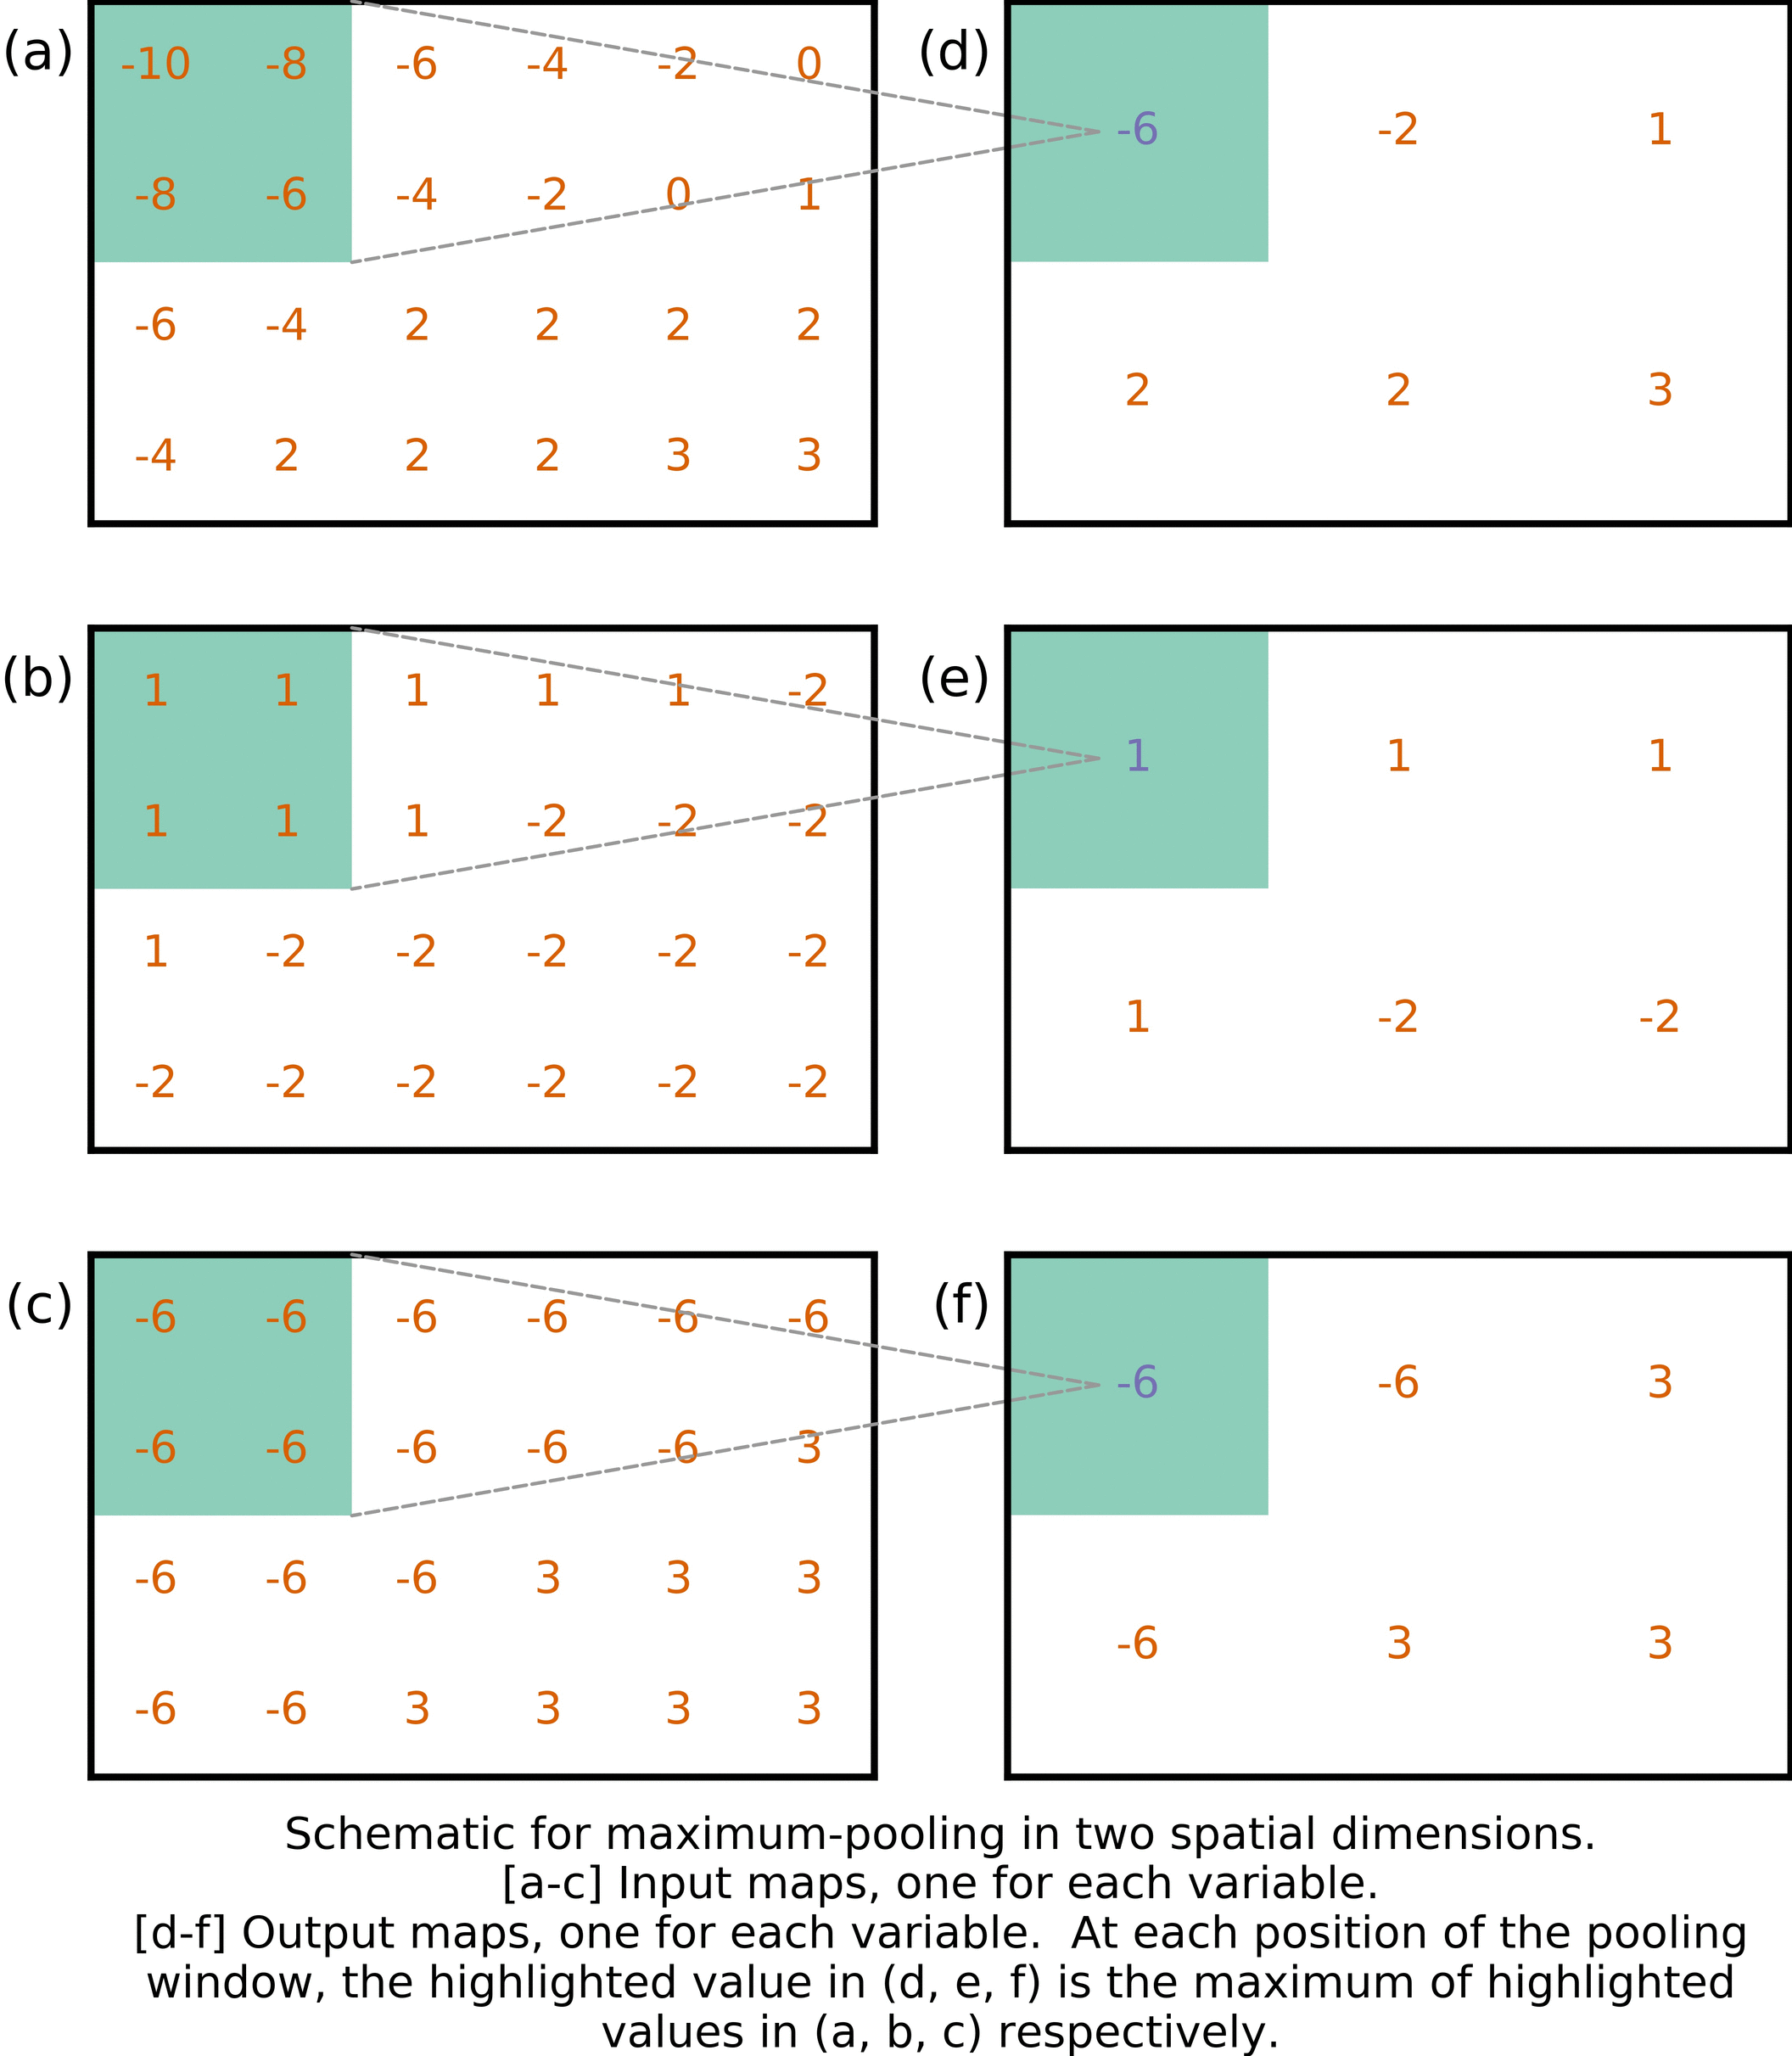 (a)
-10 -8 -6 -4 -2 0
-8 -6 -4 -2 0 1
-6 -4 2 2 2 2
-4 2 2 2 3 3
(d)
-6 -2 1
2 2 3
(b)
1 1 1 1 1 -2
1 1 1 -2 -2 -2
1 -2 -2 -2 -2 -2
-2 -2 -2 -2 -2 -2
(e)
1 1 1
1 -2 -2
(c)
-6 -6 -6 -6 -6 -6
-6 -6 -6 -6 -6 3
-6 -6 -6 3 3 3
-6 -6 3 3 3 3
(f)
-6 -6 3
-6 3 3
Schematic for maximum-pooling in two spatial dimensions.
[a-c] Input maps, one for each variable.
[d-f] Output maps, one for each variable.  At each position of the pooling
window, the highlighted value in (d, e, f) is the maximum of highlighted
values in (a, b, c) respectively.